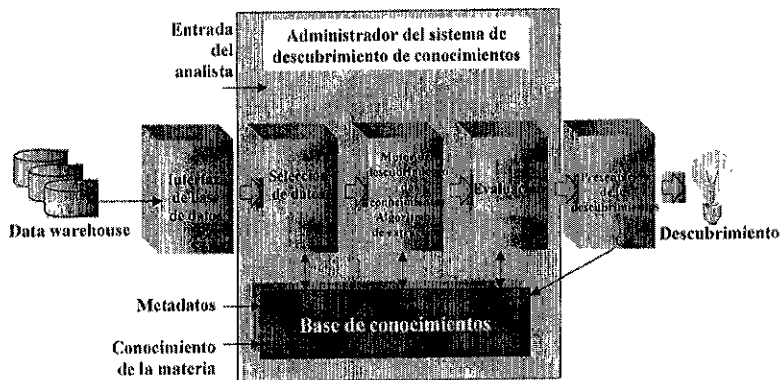 Entrada
del
analista
Administrador del sistema de
descubrimiento de conocimientos
Data warehouse
Interfaz
de base
de datos
Selección
de datos
Evaluación
Presentación
de los
descubrimientos
Descubrimiento
Metadatos
Conocimiento
de la materia
Base de conocimientos